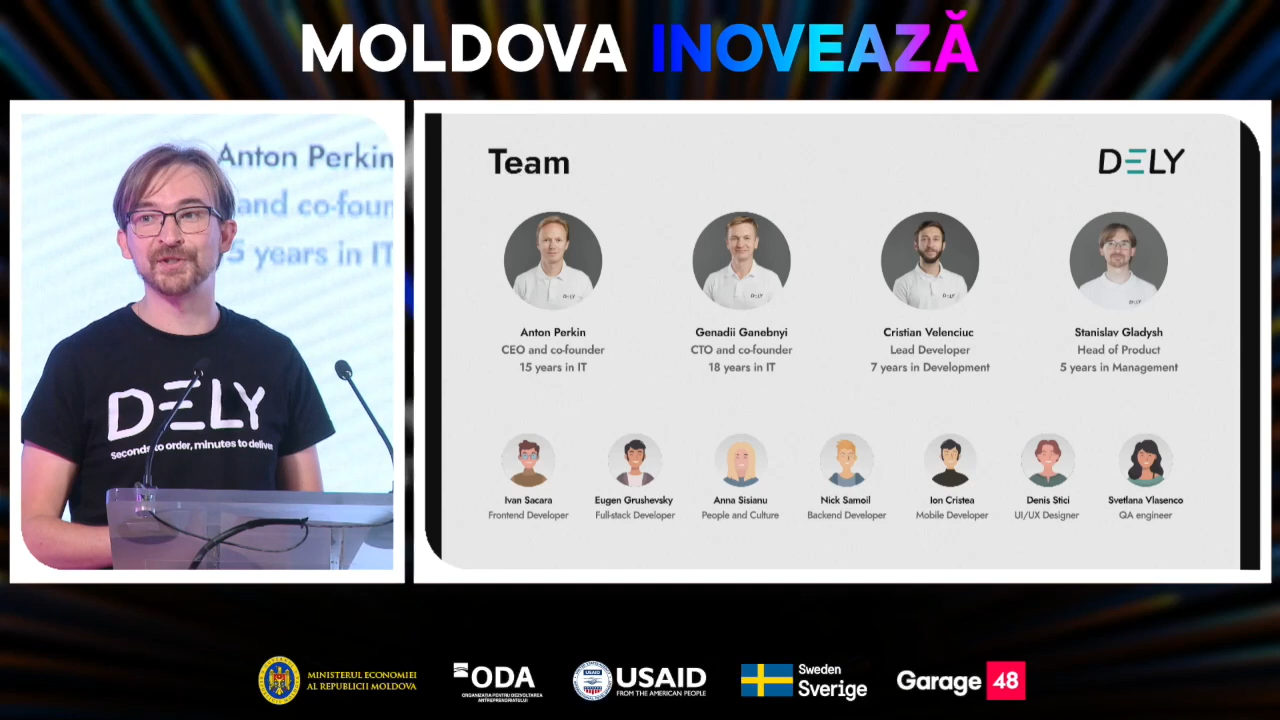 MOLDOVA INOVEAZĂ
Anton Perkin
and co-foun
5 years in IT
DELY
Seconds to order, minutes to deliver
Team
DELY
Anton Perkin
CEO and co-founder
15 years in IT
Genadii Ganebnyi
CTO and co-founder
18 years in IT
Cristian Velenciuc
Lead Developer
7 years in Development
Stanislav Gladysh
Head of Product
5 years in Management
Ivan Sacara
Frontend Developer
Eugen Grushevsky
Full-stack Developer
Anna Sisianu
People and Culture
Nick Samoil
Backend Developer
Ion Cristea
Mobile Developer
Denis Stici
UI/UX Designer
Svetlana Vlasenco
QA engineer
MINISTERUL ECONOMIEI
AL REPUBLICII MOLDOVA
ODA
ORGANIZAȚIA PENTRU DEZVOLTAREA
ANTREPRENORIATULUI
USAID
USAID
FROM THE AMERICAN PEOPLE
Sweden
Sverige
Garage 48